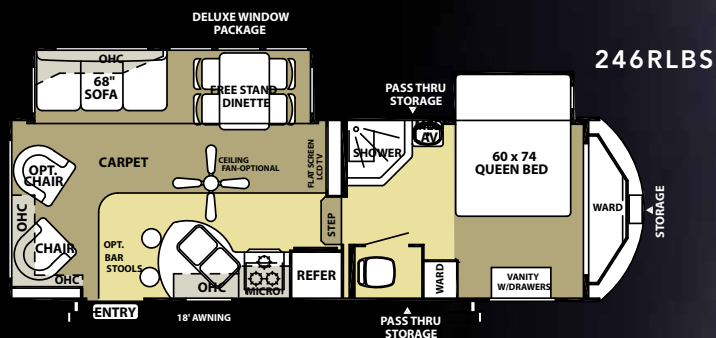 DELUXE WINDOW
PACKAGE
246RLBS
OHC
68"
SOFA
FREE STAND
DINETTE
PASS THRU
STORAGE
SHOWER
AV
60 x 74
QUEEN BED
CARPET
CEILING
FAN-OPTIONAL
FLAT SCREEN
LCD TV
OPT.
CHAIR
OHC
CHAIR
OHC
OPT.
BAR
STOOLS
STEP
WARD
STORAGE
OHC
MICRO
REFER
WARD
VANITY
W/DRAWERS
ENTRY
18' AWNING
PASS THRU
STORAGE